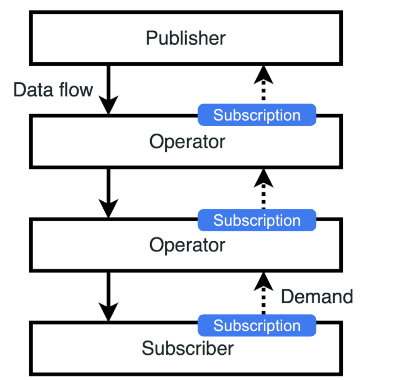 Publisher
Data flow
Subscription
Operator
Subscription
Operator
Demand
Subscription
Subscriber